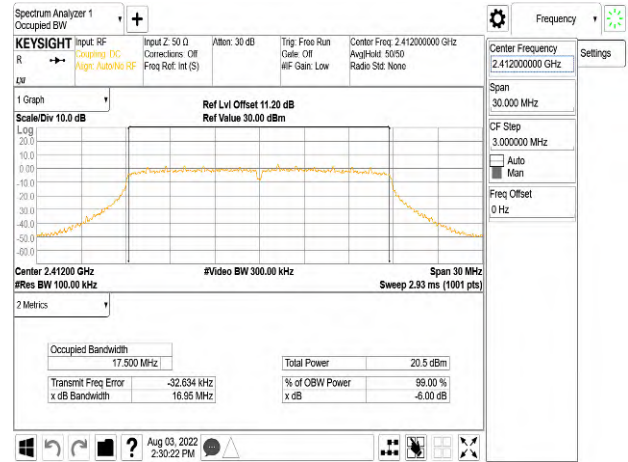 Spectrum Analyzer 1
Occupied BW
Frequency
KEYSIGHT
R
Input: RF
Coupling: DC
Align: Auto/No RF
Input Z: 50 Ω
Corrections: Off
Freq Ref: Int (S)
Atten: 30 dB
Trig: Free Run
Gate: Off
#IF Gain: Low
Center Freq: 2.412000000 GHz
Avg|Hold: 50/50
Radio Std: None
Center Frequency
2.412000000 GHz
Settings
Span
30.000 MHz
CF Step
3.000000 MHz
Auto
Man
Freq Offset
0 Hz
1 Graph
Scale/Div 10.0 dB
Ref Lvl Offset 11.20 dB
Ref Value 30.00 dBm
Log
20.0
10.0
0.00
-10.0
-20.0
-30.0
-40.0
-50.0
-60.0
Center 2.41200 GHz
#Res BW 100.00 kHz
#Video BW 300.00 kHz
Span 30 MHz
Sweep 2.93 ms (1001 pts)
2 Metrics
Occupied Bandwidth
17.500 MHz
Transmit Freq Error -32.634 kHz
x dB Bandwidth 16.95 MHz
Total Power 20.5 dBm
% of OBW Power 99.00 %
x dB -6.00 dB
?
Aug 03, 2022
2:30:22 PM